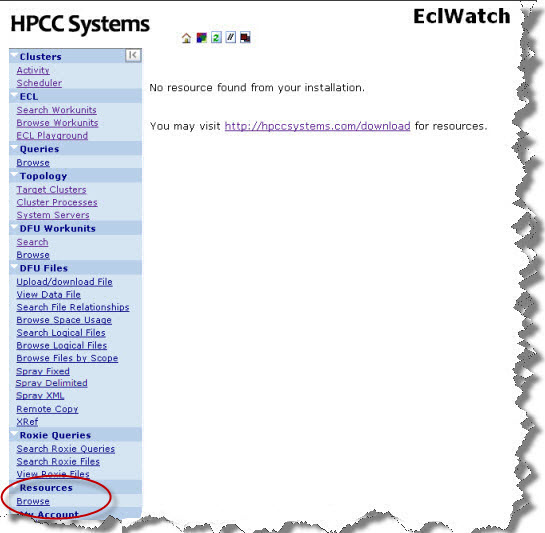 HPCC Systems
EclWatch
Clusters
Activity
Scheduler
ECL
Search Workunits
Browse Workunits
ECL Playground
Queries
Browse
Topology
Target Clusters
Cluster Processes
System Servers
DFU Workunits
Search
Browse
DFU Files
Upload/download File
View Data File
Search File Relationships
Browse Space Usage
Search Logical Files
Browse Logical Files
Browse Files by Scope
Spray Fixed
Spray Delimited
Spray XML
Remote Copy
XRef
Roxie Queries
Search Roxie Queries
Search Roxie Files
View Roxie Files
Resources
Browse
My Account
No resource found from your installation.
You may visit http://hpccsystems.com/download for resources.